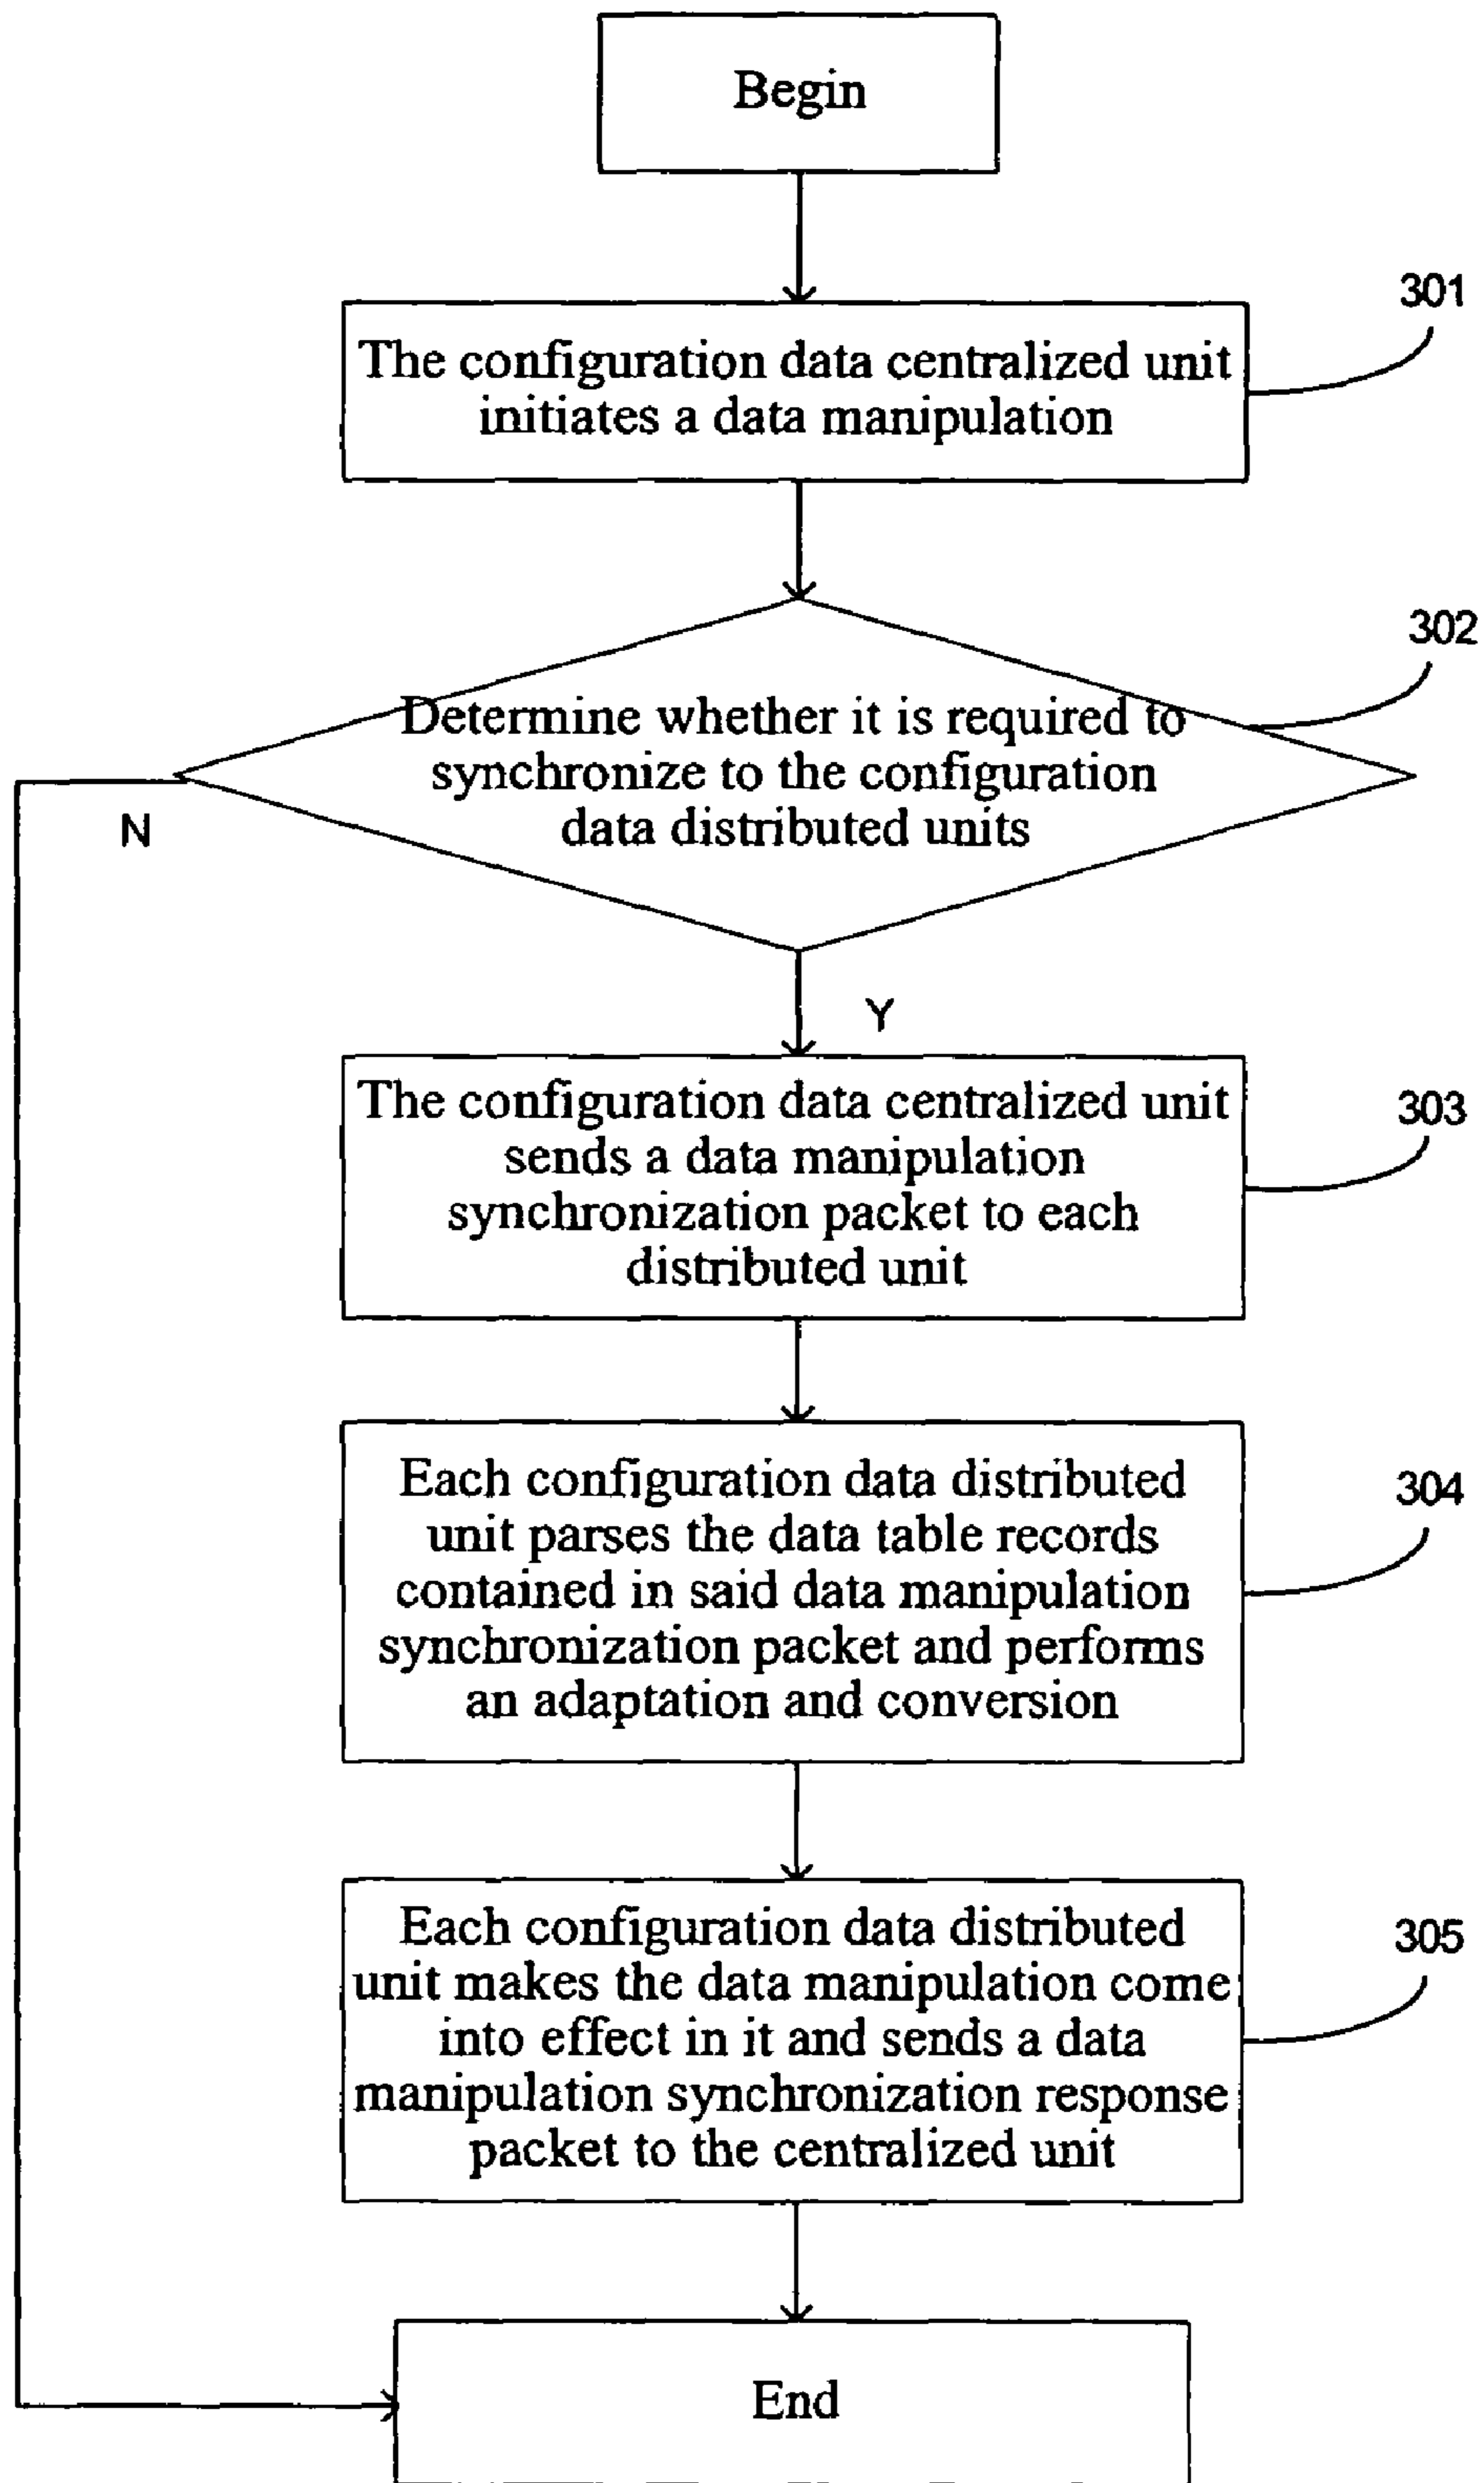 Begin
301
The configuration data centralized unit
initiates a data manipulation
302
Determine whether it is required to
synchronize to the configuration
data distributed units
N
Y
The configuration data centralized unit
sends a data manipulation
synchronization packet to each
distributed unit
303
Each configuration data distributed
unit parses the data table records
contained in said data manipulation
synchronization packet and performs
an adaptation and conversion
304
Each configuration data distributed
unit makes the data manipulation come
into effect in it and sends a data
manipulation synchronization response
packet to the centralized unit
305
End